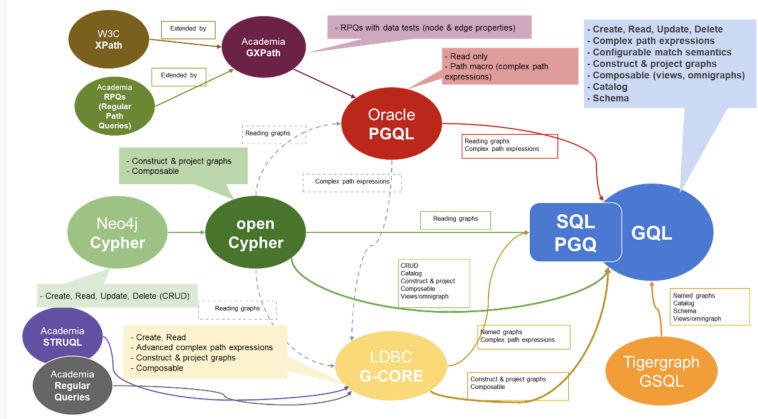 W3C
XPath
Extended by
Academia
GXPath
- RPQs with data tests (node & edge properties)
- Create, Read, Update, Delete
- Complex path expressions
- Configurable match semantics
- Construct & project graphs
- Composable (views, omnigraphs)
- Catalog
- Schema
- Read only
- Path macro (complex path
expressions)
Extended by
Academia
RPQs
(Regular
Path
Queries)
Oracle
PGQL
Reading graphs
Reading graphs
Complex path expressions
- Construct & project graphs
- Composable
Complex path expressions
Neo4j
Cypher
open
Cypher
Reading graphs
SQL
PGQ
GQL
CRUD
Catalog
Construct & project
Composable
Views/omnigraph
- Create, Read, Update, Delete (CRUD)
Reading graphs
Named graphs
Catalog
Schema
Views/omingraph
Academia
STRUQL
- Create, Read
- Advanced complex path expressions
- Construct & project graphs
- Composable
Named graphs
Complex path expressions
LDBC
G-CORE
Tigergraph
GSQL
Academia
Regular
Queries
Construct & project graphs
Composable